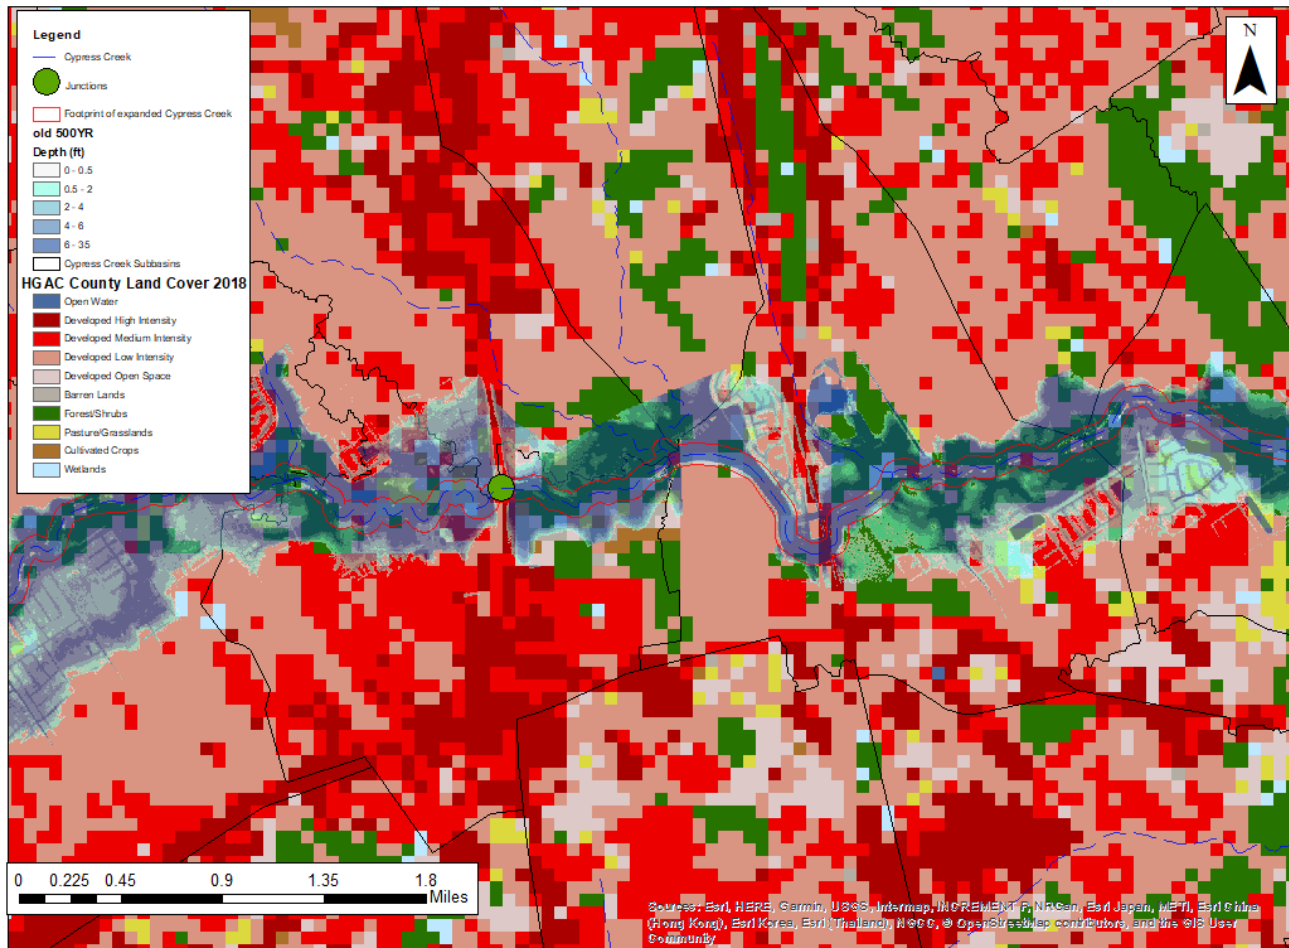 Legend
Cypress Creek
Junctions
Footprint of expanded Cypress Creek
old 500YR
Depth (ft)
0 - 0.5
0.5 - 2
2 - 4
4 - 6
6 - 35
Cypress Creek Subbasins
HGAC County Land Cover 2018
Open Water
Developed High Intensity
Developed Medium Intensity
Developed Low Intensity
Developed Open Space
Barren Lands
Forest/Shrubs
Pasture/Grasslands
Cultivated Crops
Wetlands
N
0 0.225 0.45 0.9 1.35 1.8
Miles
Sources: Esri, HERE, Garmin, USGS, Intermap, INCREMENT P, NRCan, Esri Japan, METI, Esri China
(Hong Kong), Esri Korea, Esri (Thailand), NGCC, © OpenStreetMap contributors, and the GIS User
Community